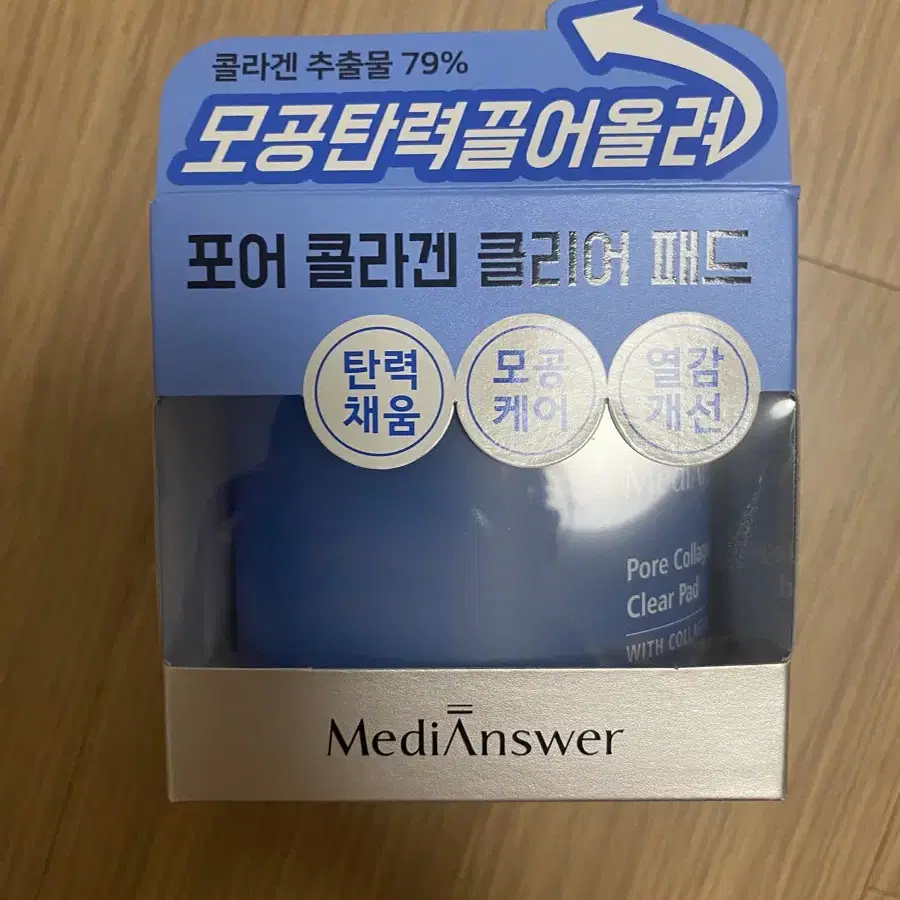 콜라겐 추출물 79%
모공탄력끌어올려
포어 콜라겐 클리어 패드
탄력
채움
모공
케어
열감
개선
Pore
Clear Pad
WITH
MediAnswer